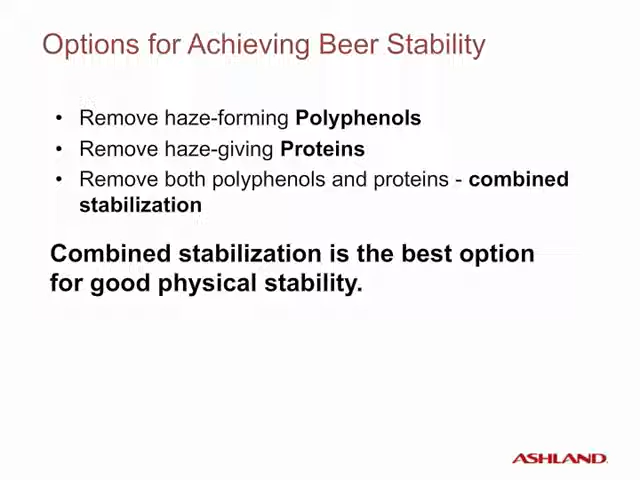 Options for Achieving Beer Stability
• Remove haze-forming Polyphenols
• Remove haze-giving Proteins
• Remove both polyphenols and proteins - combined
stabilization
Combined stabilization is the best option
for good physical stability.
ASHLAND